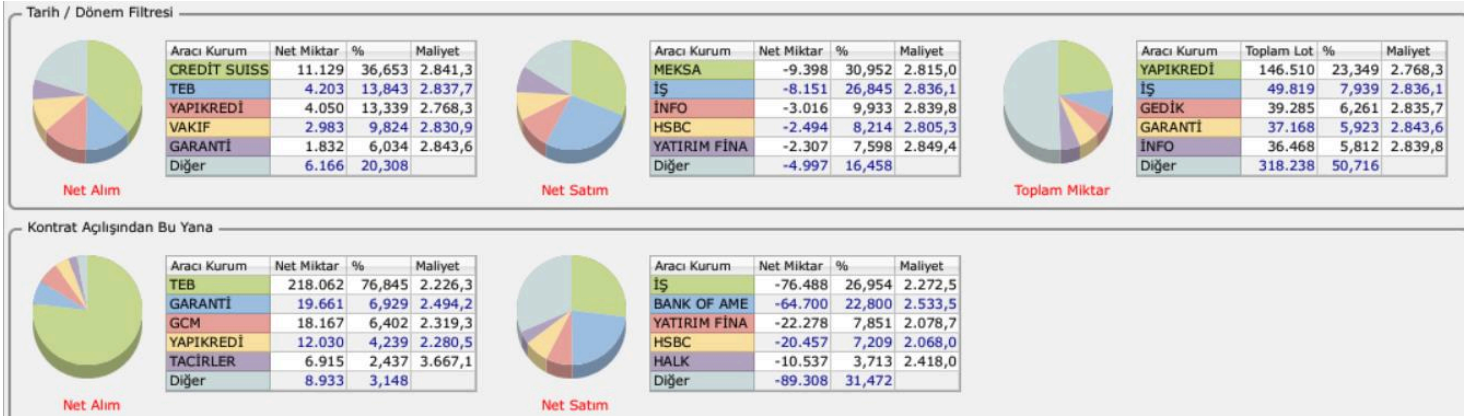 Tarih / Dönem Filtresi
Aracı Kurum Net Miktar % Maliyet
CREDİT SUISS 11.129 36,653 2.841,3
TEB 4.203 13,843 2.837,7
YAPIKREDİ 4.050 13,339 2.768,3
VAKIF 2.983 9,824 2.830,9
GARANTİ 1.832 6,034 2.843,6
Diğer 6.166 20,308
Net Alım
Aracı Kurum Net Miktar % Maliyet
MEKSA -9.398 30,952 2.815,0
İŞ -8.151 26,845 2.836,1
İNFO -3.016 9,933 2.839,8
HSBC -2.494 8,214 2.805,3
YATIRIM FİNA -2.307 7,598 2.849,4
Diğer -4.997 16,458
Net Satım
Aracı Kurum Toplam Lot % Maliyet
YAPIKREDİ 146.510 23,349 2.768,3
İŞ 49.819 7,939 2.836,1
GEDİK 39.285 6,261 2.835,7
GARANTİ 37.168 5,923 2.843,6
İNFO 36.468 5,812 2.839,8
Diğer 318.238 50,716
Toplam Miktar
Kontrat Açılışından Bu Yana
Aracı Kurum Net Miktar % Maliyet
TEB 218.062 76,845 2.226,3
GARANTİ 19.661 6,929 2.494,2
GCM 18.167 6,402 2.319,3
YAPIKREDİ 12.030 4,239 2.280,5
TACİRLER 6.915 2,437 3.667,1
Diğer 8.933 3,148
Net Alım
Aracı Kurum Net Miktar % Maliyet
İŞ -76.488 26,954 2.272,5
BANK OF AME -64.700 22,800 2.533,5
YATIRIM FİNA -22.278 7,851 2.078,7
HSBC -20.457 7,209 2.068,0
HALK -10.537 3,713 2.418,0
Diğer -89.308 31,472
Net Satım